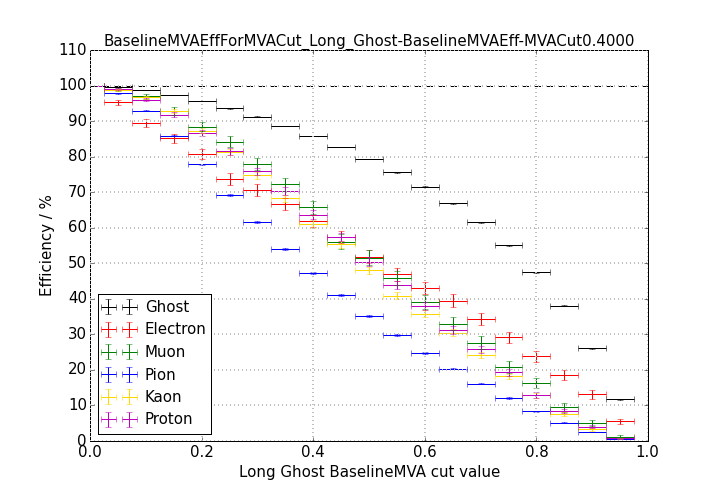 BaselineMVAEffForMVACut_Long_Ghost-BaselineMVAEff-MVACut0.4000
110
100
90
80
70
60
50
40
30
20
10
0
Efficiency / %
Ghost
Electron
Muon
Pion
Kaon
Proton
0.0 0.2 0.4 0.6 0.8 1.0
Long Ghost BaselineMVA cut value